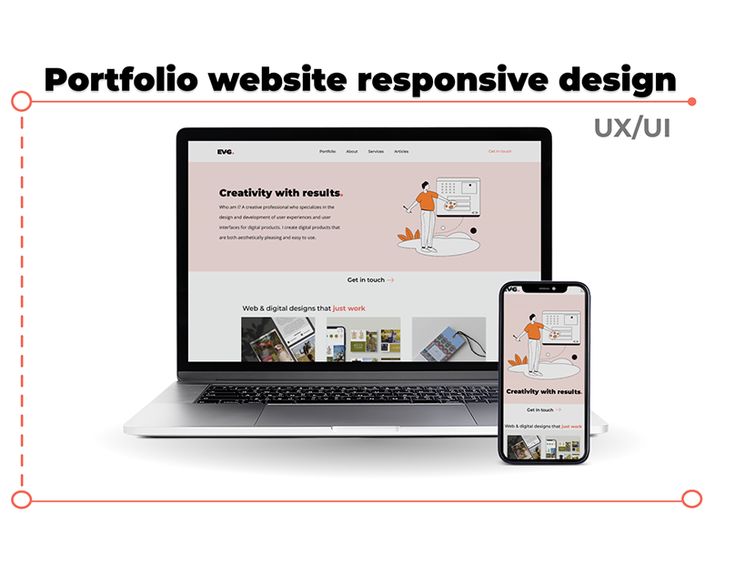 Portfolio website responsive design
UX/UI
EVG.
Portfolio About Services Articles
Get in touch
Creativity with results.
Who am I? A creative professional who specializes in the
design and development of user experiences and user
interfaces for digital products. I create digital products that
are both aesthetically pleasing and easy to use.
Get in touch
Web & digital designs that just work
EVG.
Creativity with results.
Get in touch
Web & digital designs that just work